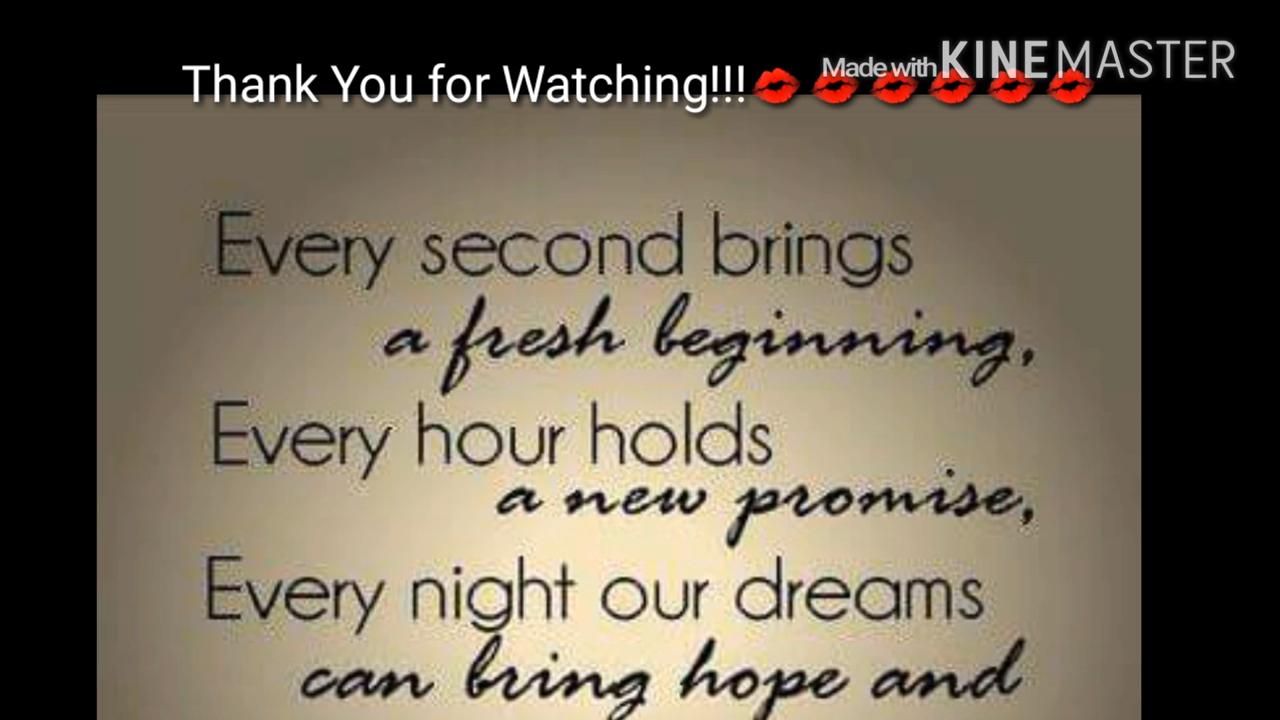 Made with KINEMASTER
Thank You for Watching!!!💋💋💋💋💋💋
Every second brings
a fresh beginning,
Every hour holds
a new promise,
Every night our dreams
can bring hope and